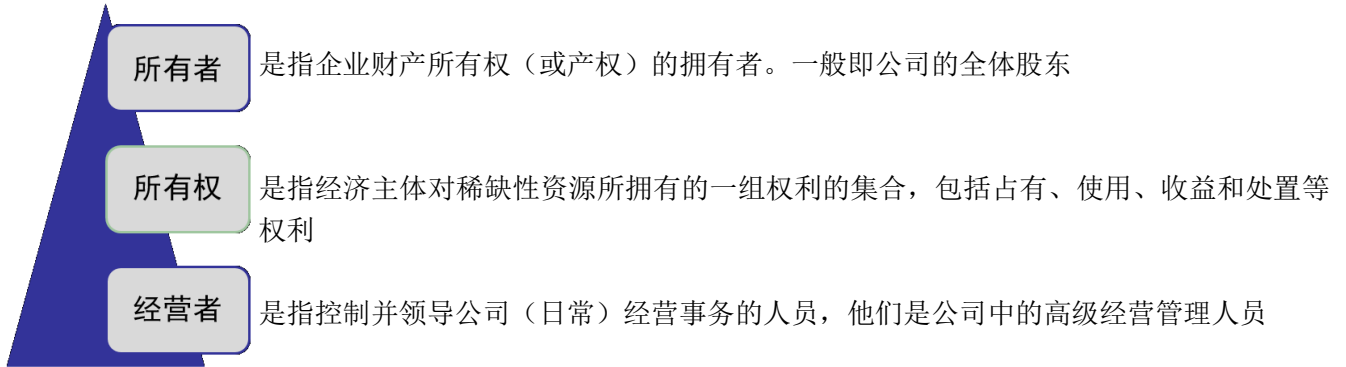 所有者
是指企业财产所有权（或产权）的拥有者。一般即公司的全体股东
所有权
是指经济主体对稀缺性资源所拥有的一组权利的集合，包括占有、使用、收益和处置等
权利
经营者
是指控制并领导公司（日常）经营事务的人员，他们是公司中的高级经营管理人员